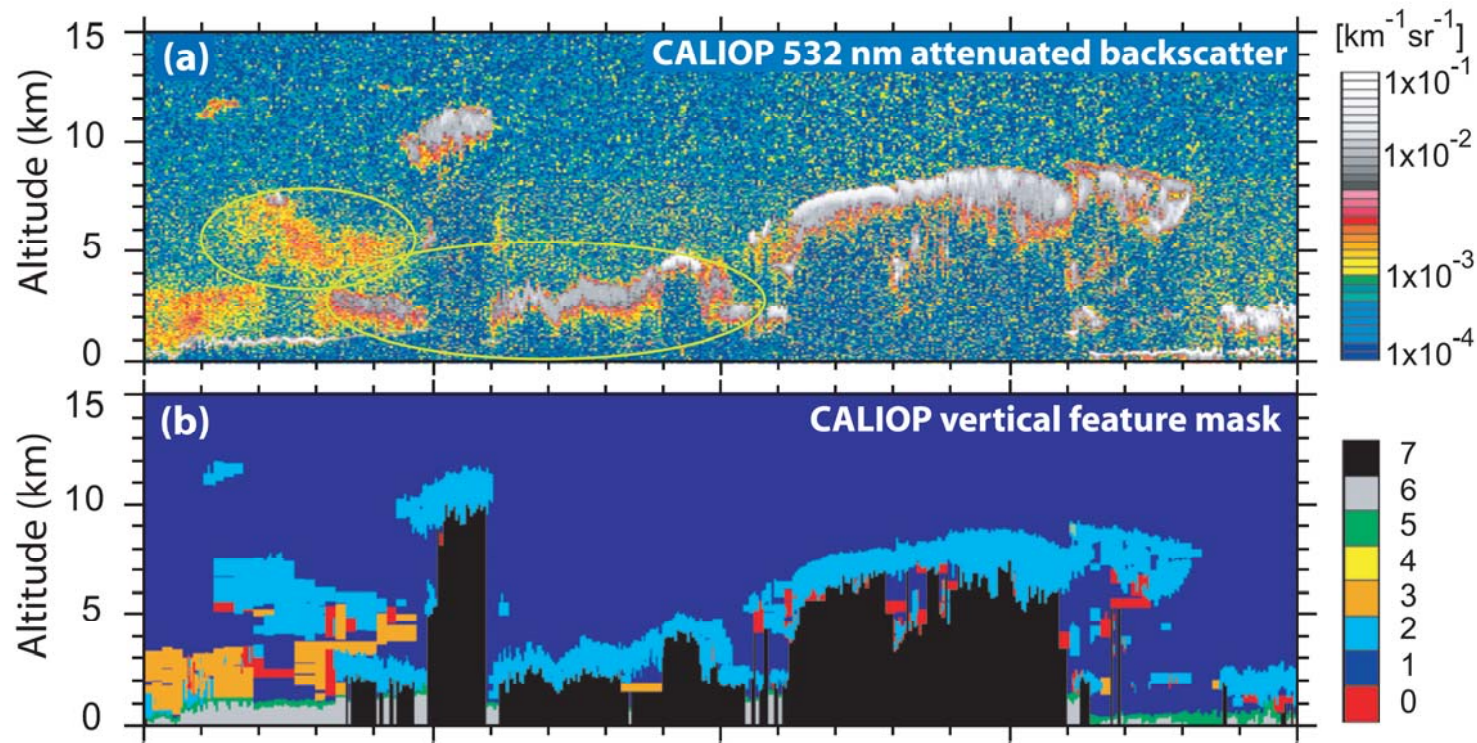 (a)
CALIOP 532 nm attenuated backscatter
Altitude (km)
15
10
5
0
[km⁻¹sr⁻¹]
1x10⁻¹
1x10⁻²
1x10⁻³
1x10⁻⁴
(b)
CALIOP vertical feature mask
Altitude (km)
15
10
5
0
7
6
5
4
3
2
1
0